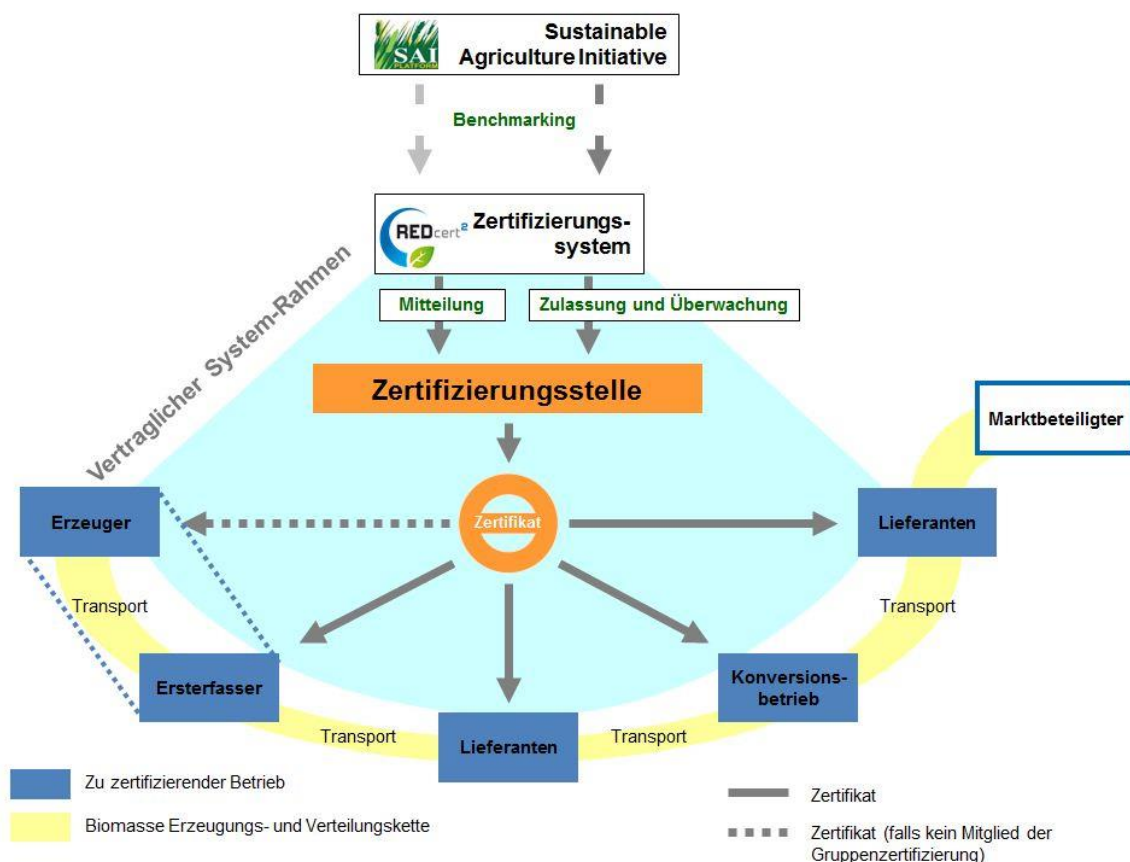 SAI
PLATFORM
Sustainable
Agriculture Initiative
Benchmarking
REDcert²
Zertifizierungs-
system
Mitteilung
Zulassung und Überwachung
Vertraglicher System-Rahmen
Zertifizierungsstelle
Marktbeteiligter
Erzeuger
Zertifikat
Lieferanten
Transport
Transport
Ersterfasser
Konversions-
betrieb
Transport
Lieferanten
Transport
Zu zertifizierender Betrieb
Biomasse Erzeugungs- und Verteilungskette
Zertifikat
Zertifikat (falls kein Mitglied der
Gruppenzertifizierung)